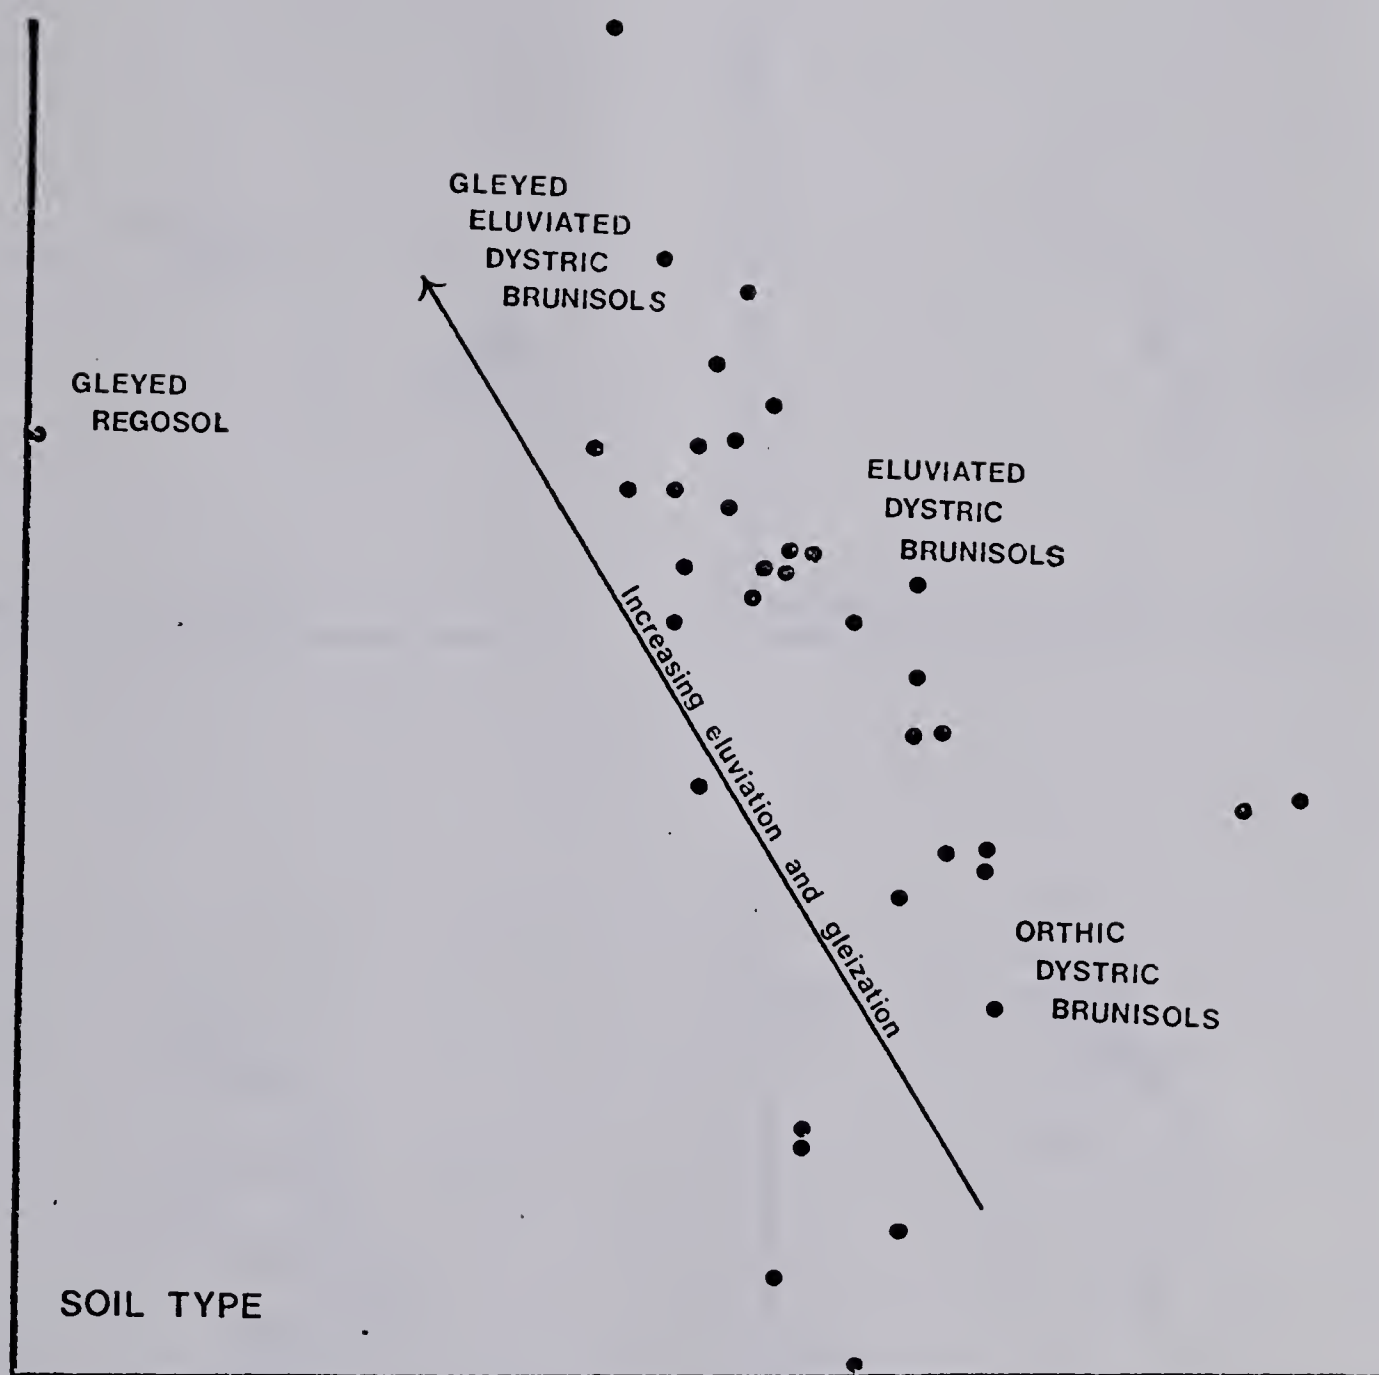 GLEYED
ELUVIATED
DYSTRIC
BRUNISOLS
GLEYED
REGOSOL
ELUVIATED
DYSTRIC
BRUNISOLS
Increasing eluviation and gleization
ORTHIC
DYSTRIC
BRUNISOLS
SOIL TYPE